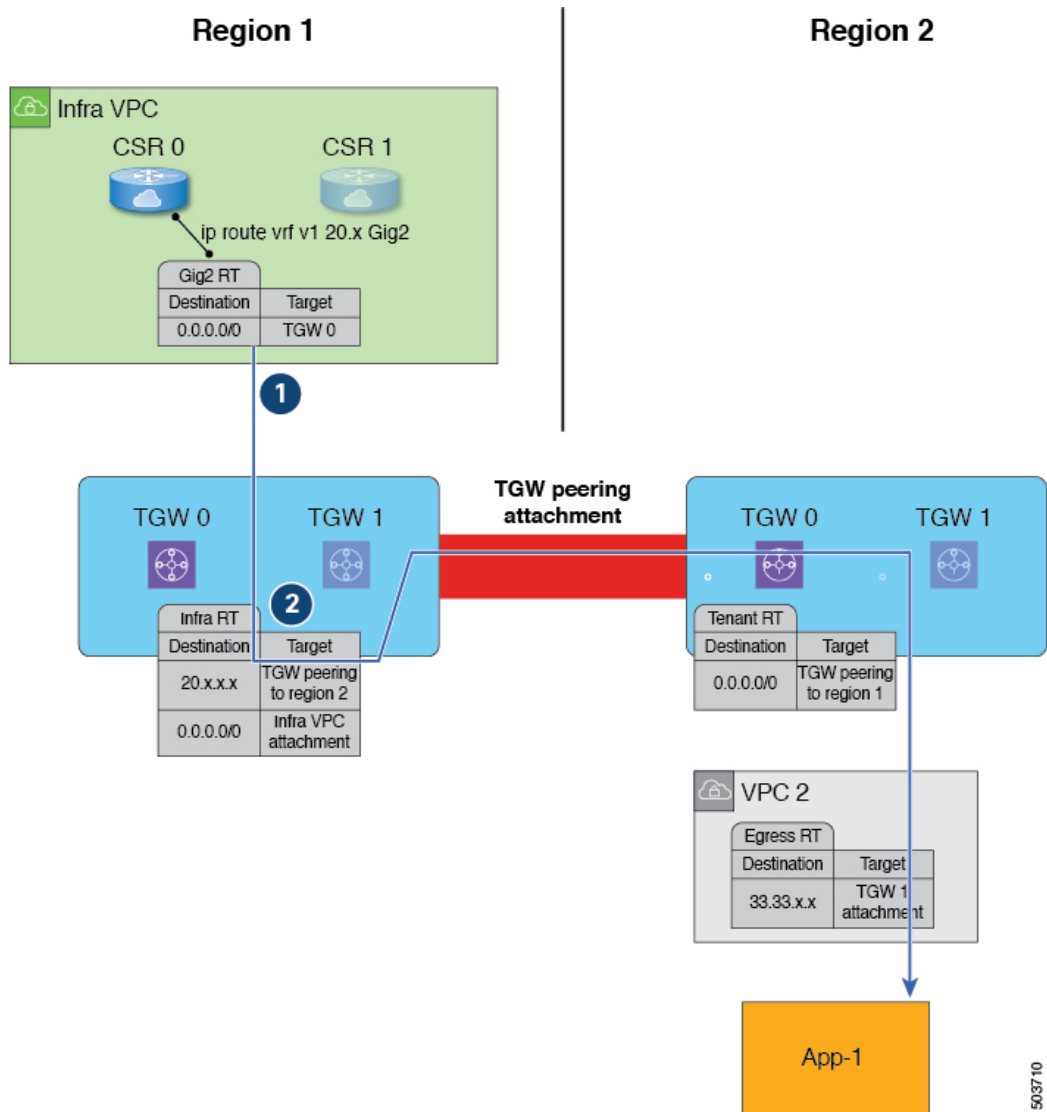 Region 1
Region 2
Infra VPC
CSR 0
CSR 1
ip route vrf v1 20.x Gig2
Gig2 RT
Destination
Target
0.0.0.0/0
TGW 0
1
TGW peering
attachment
TGW 0
TGW 1
TGW 0
TGW 1
2
Infra RT
Destination
Target
20.x.x.x
TGW peering
to region 2
0.0.0.0/0
Infra VPC
attachment
Tenant RT
Destination
Target
0.0.0.0/0
TGW peering
to region 1
VPC 2
Egress RT
Destination
Target
33.33.x.x
TGW 1
attachment
App-1
503710